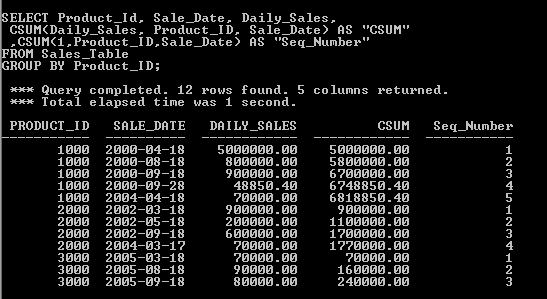 SELECT Product_Id, Sale_Date, Daily_Sales,
CSUM(Daily_Sales, Product_ID, Sale_Date) AS "CSUM"
,CSUM(1,Product_ID,Sale_Date) AS "Seq_Number"
FROM Sales_Table
GROUP BY Product_ID;
*** Query completed. 12 rows found. 5 columns returned.
*** Total elapsed time was 1 second.
PRODUCT_ID SALE_DATE DAILY_SALES CSUM Seq_Number
1000 2000-04-18 5000000.00 5000000.00 1
1000 2000-08-18 800000.00 5800000.00 2
1000 2000-09-18 900000.00 6700000.00 3
1000 2000-09-28 48850.40 6748850.40 4
1000 2004-04-18 70000.00 6818850.40 5
2000 2002-03-18 900000.00 900000.00 1
2000 2002-05-18 200000.00 1100000.00 2
2000 2002-09-18 600000.00 1700000.00 3
2000 2004-03-17 70000.00 1770000.00 4
3000 2005-03-18 70000.00 70000.00 1
3000 2005-08-18 90000.00 160000.00 2
3000 2005-09-18 80000.00 240000.00 3